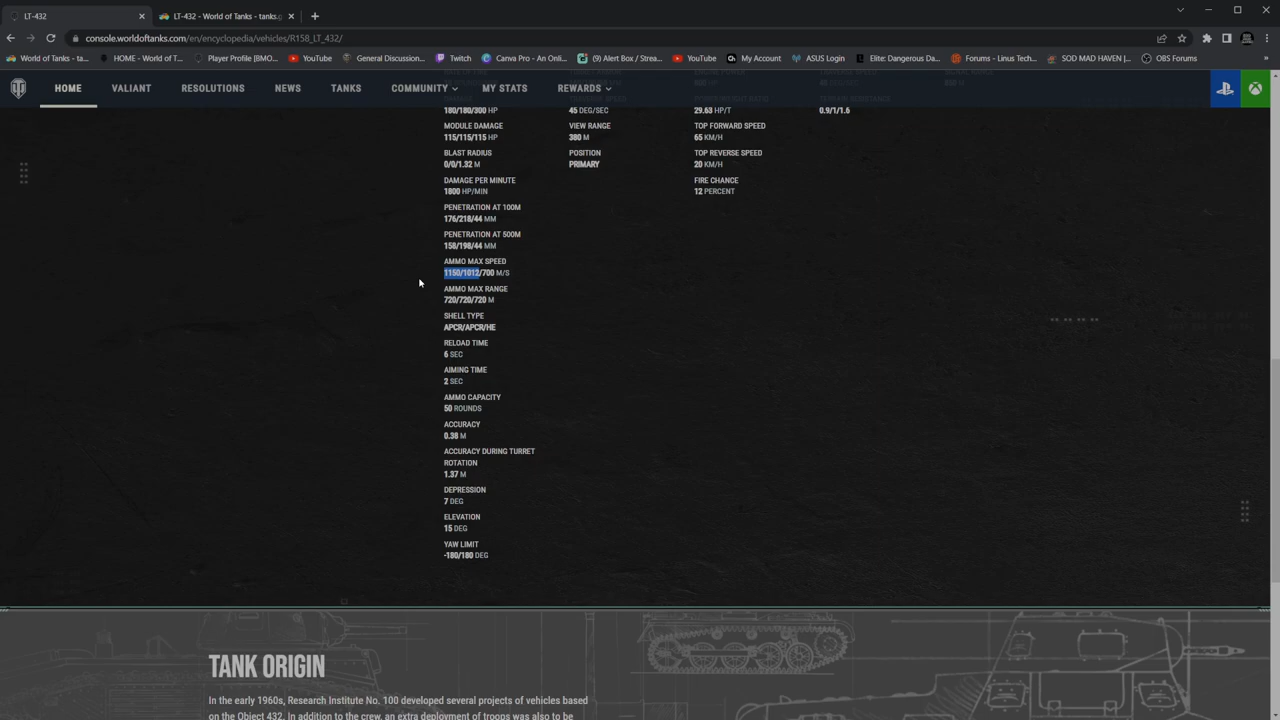 LT-432
LT-432 - World of Tanks - tanks.g
console.worldoftanks.com/en/encyclopedia/vehicles/R158_LT_432/
World of Tanks - ta... HOME - World of T... Player Profile [BMO... YouTube General Discussion... Twitch Canva Pro - An Onli... (9) Alert Box / Strea... YouTube My Account ASUS Login Elite: Dangerous Da... Forums - Linus Tech... SOD MAD HAVEN |... OBS Forums »
HOME VALIANT RESOLUTIONS NEWS TANKS COMMUNITY MY STATS REWARDS
180/180/300 HP
MODULE DAMAGE
115/115/115 HP
BLAST RADIUS
0/0/1.32 M
DAMAGE PER MINUTE
1800 HP/MIN
PENETRATION AT 100M
176/218/44 MM
PENETRATION AT 500M
158/198/44 MM
AMMO MAX SPEED
1150/1012/700 M/S
AMMO MAX RANGE
720/720/720 M
SHELL TYPE
APCR/APCR/HE
RELOAD TIME
6 SEC
AIMING TIME
2 SEC
AMMO CAPACITY
50 ROUNDS
ACCURACY
0.38 M
ACCURACY DURING TURRET
ROTATION
1.37 M
DEPRESSION
7 DEG
ELEVATION
15 DEG
YAW LIMIT
-180/180 DEG
45 DEG/SEC
VIEW RANGE
380 M
POSITION
PRIMARY
29.63 HP/T
TOP FORWARD SPEED
65 KM/H
TOP REVERSE SPEED
20 KM/H
FIRE CHANCE
12 PERCENT
0.9/1/1.6
TANK ORIGIN
In the early 1960s, Research Institute No. 100 developed several projects of vehicles based
on the Object 432. In addition to the crew, an extra deployment of troops was also to be